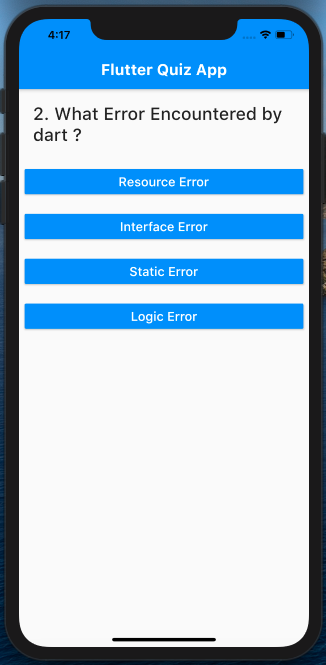 4:17
Flutter Quiz App
2. What Error Encountered by
dart ?
Resource Error
Interface Error
Static Error
Logic Error